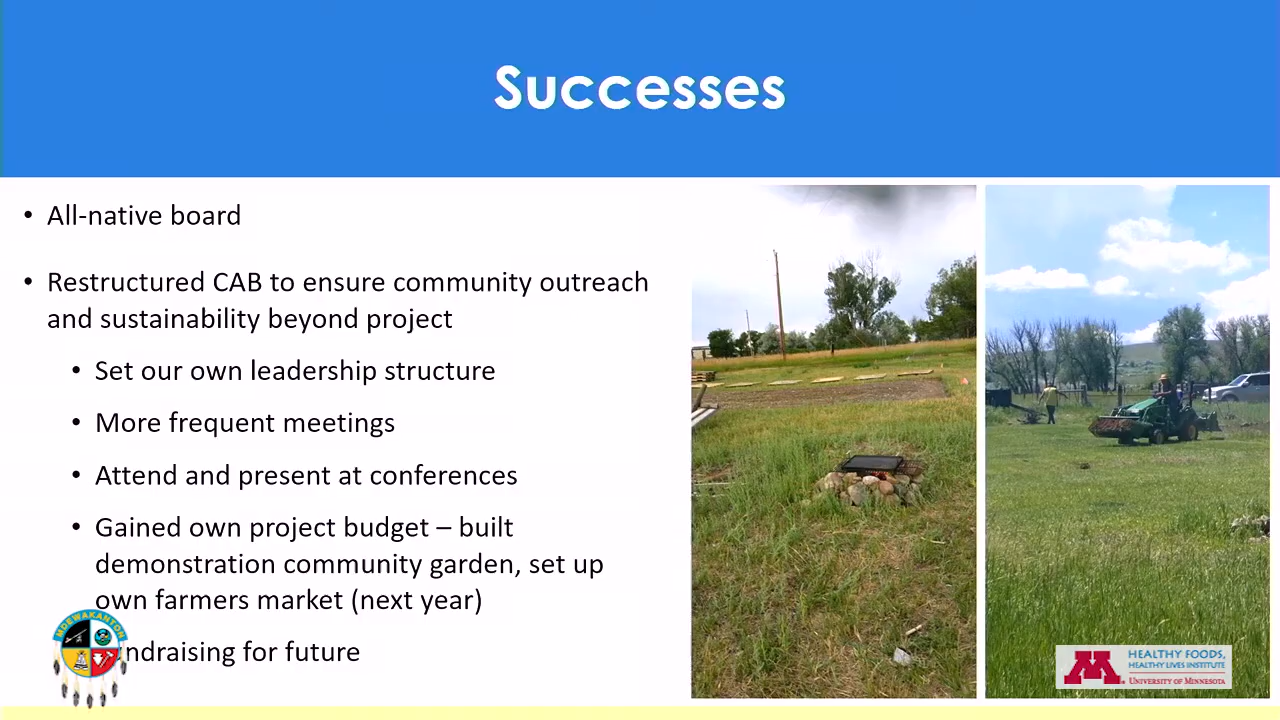 Successes
• All-native board
• Restructured CAB to ensure community outreach
and sustainability beyond project
• Set our own leadership structure
• More frequent meetings
• Attend and present at conferences
• Gained own project budget – built
demonstration community garden, set up
own farmers market (next year)
for future
MDEWAKANTON
M
HEALTHY FOODS,
HEALTHY LIVES INSTITUTE
UNIVERSITY OF MINNESOTA